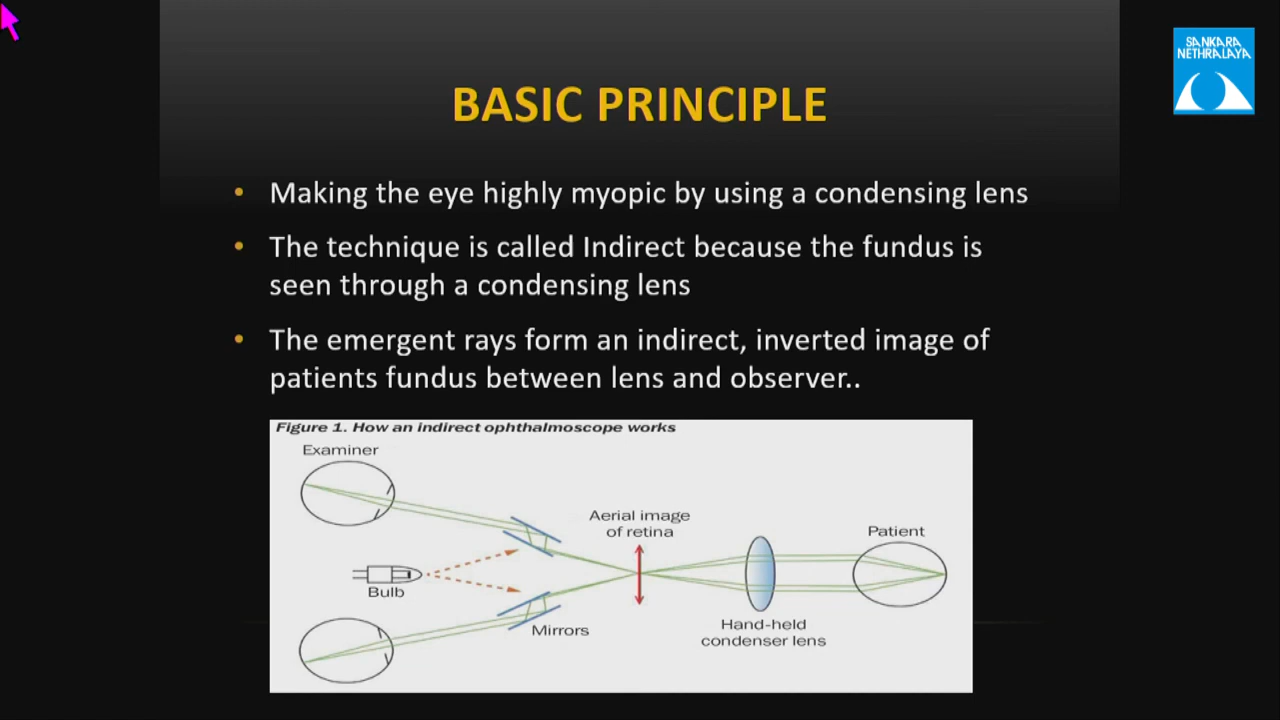 SANKARA
NETHRALAYA
BASIC PRINCIPLE
• Making the eye highly myopic by using a condensing lens
• The technique is called Indirect because the fundus is
seen through a condensing lens
• The emergent rays form an indirect, inverted image of
patients fundus between lens and observer..
Figure 1. How an indirect ophthalmoscope works
Examiner
Aerial image
of retina
Patient
Bulb
Mirrors
Hand-held
condenser lens